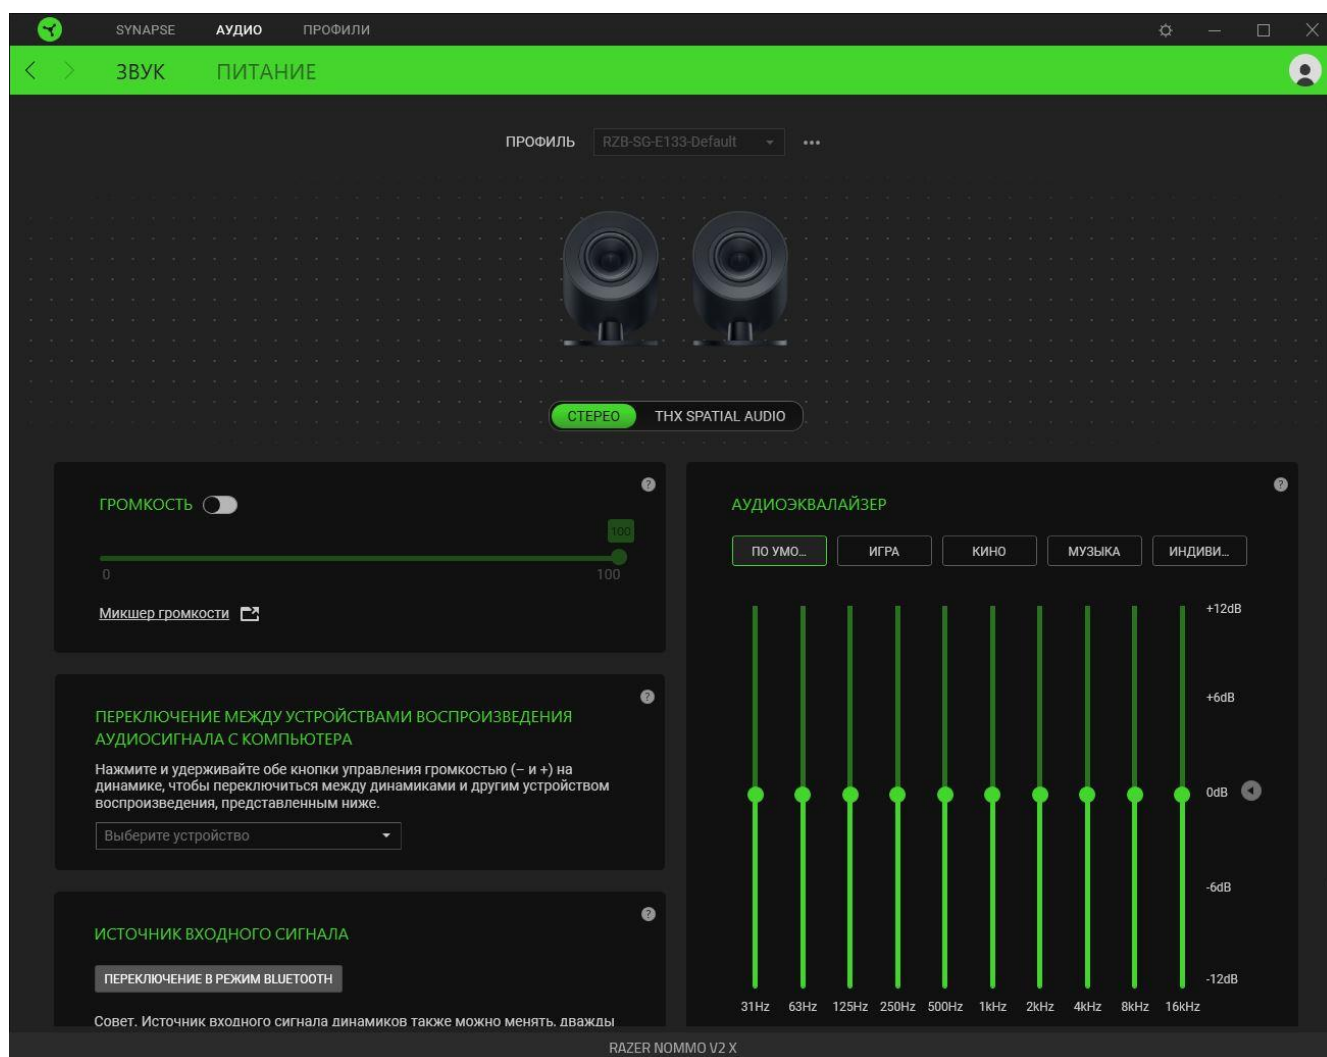 SYNAPSE АУДИО ПРОФИЛИ
ЗВУК ПИТАНИЕ
ПРОФИЛЬ RZB-SG-E133-Default
СТЕРЕО THX SPATIAL AUDIO
ГРОМКОСТЬ
100
0 100
Микшер громкости
ПЕРЕКЛЮЧЕНИЕ МЕЖДУ УСТРОЙСТВАМИ ВОСПРОИЗВЕДЕНИЯ
АУДИОСИГНАЛА С КОМПЬЮТЕРА
Нажмите и удерживайте обе кнопки управления громкостью (– и +) на
динамике, чтобы переключиться между динамиками и другим устройством
воспроизведения, представленным ниже.
Выберите устройство
ИСТОЧНИК ВХОДНОГО СИГНАЛА
ПЕРЕКЛЮЧЕНИЕ В РЕЖИМ BLUETOOTH
Совет. Источник входного сигнала динамиков также можно менять, дважды
АУДИОЭКВАЛАЙЗЕР
ПО УМО... ИГРА КИНО МУЗЫКА ИНДИВИ...
+12dB
+6dB
0dB
-6dB
-12dB
31Hz 63Hz 125Hz 250Hz 500Hz 1kHz 2kHz 4kHz 8kHz 16kHz
RAZER NOMMO V2 X